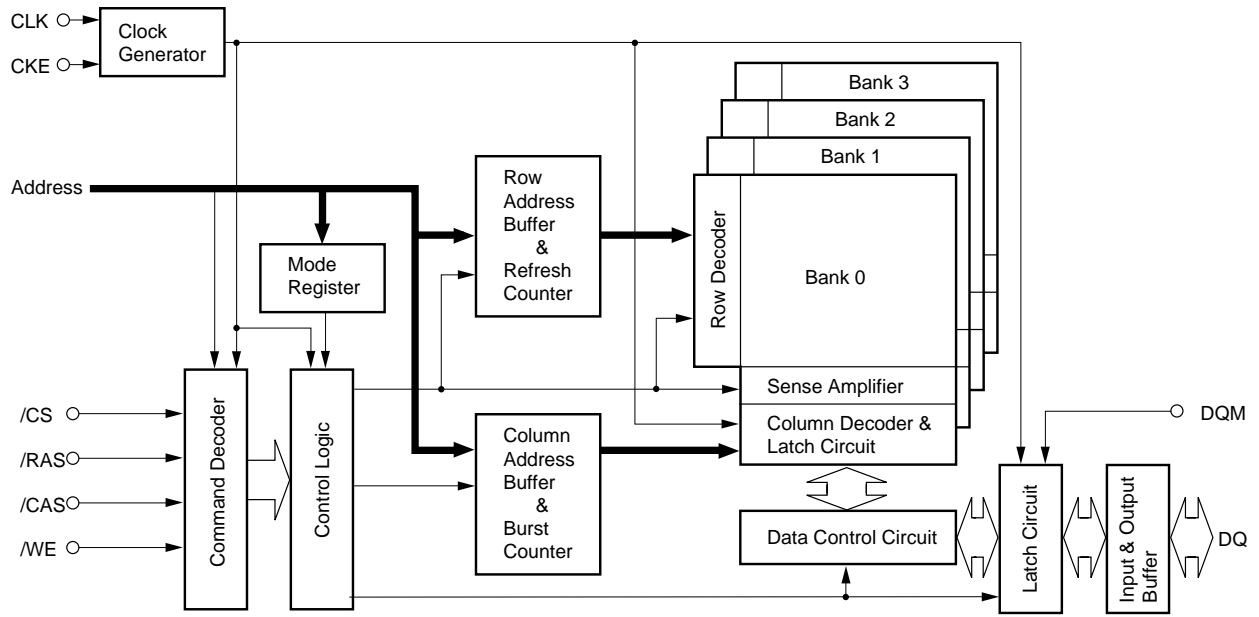 CLK
CKE
Clock
Generator
Address
Mode
Register
Row
Address
Buffer
&
Refresh
Counter
Bank 3
Bank 2
Bank 1
Bank 0
Row Decoder
Sense Amplifier
Column Decoder &
Latch Circuit
/CS
/RAS
/CAS
/WE
Command Decoder
Control Logic
Column
Address
Buffer
&
Burst
Counter
Data Control Circuit
Latch Circuit
Input & Output
Buffer
DQM
DQ